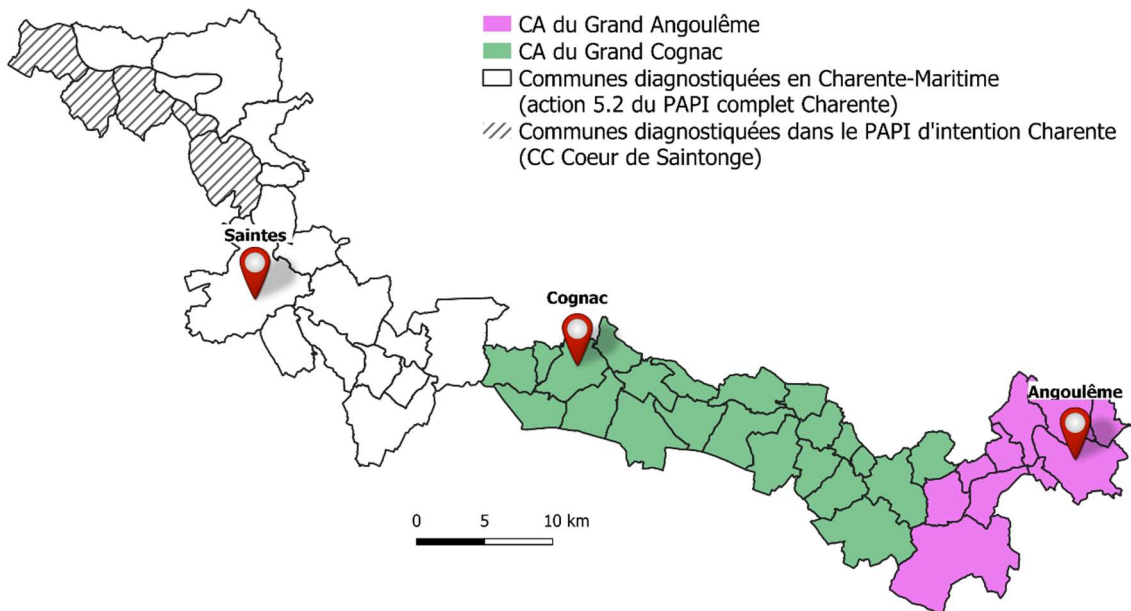 CA du Grand Angoulême
CA du Grand Cognac
Communes diagnostiquées en Charente-Maritime
(action 5.2 du PAPI complet Charente)
Communes diagnostiquées dans le PAPI d'intention Charente
(CC Coeur de Saintonge)
Saintes
Cognac
Angoulême
0 5 10 km